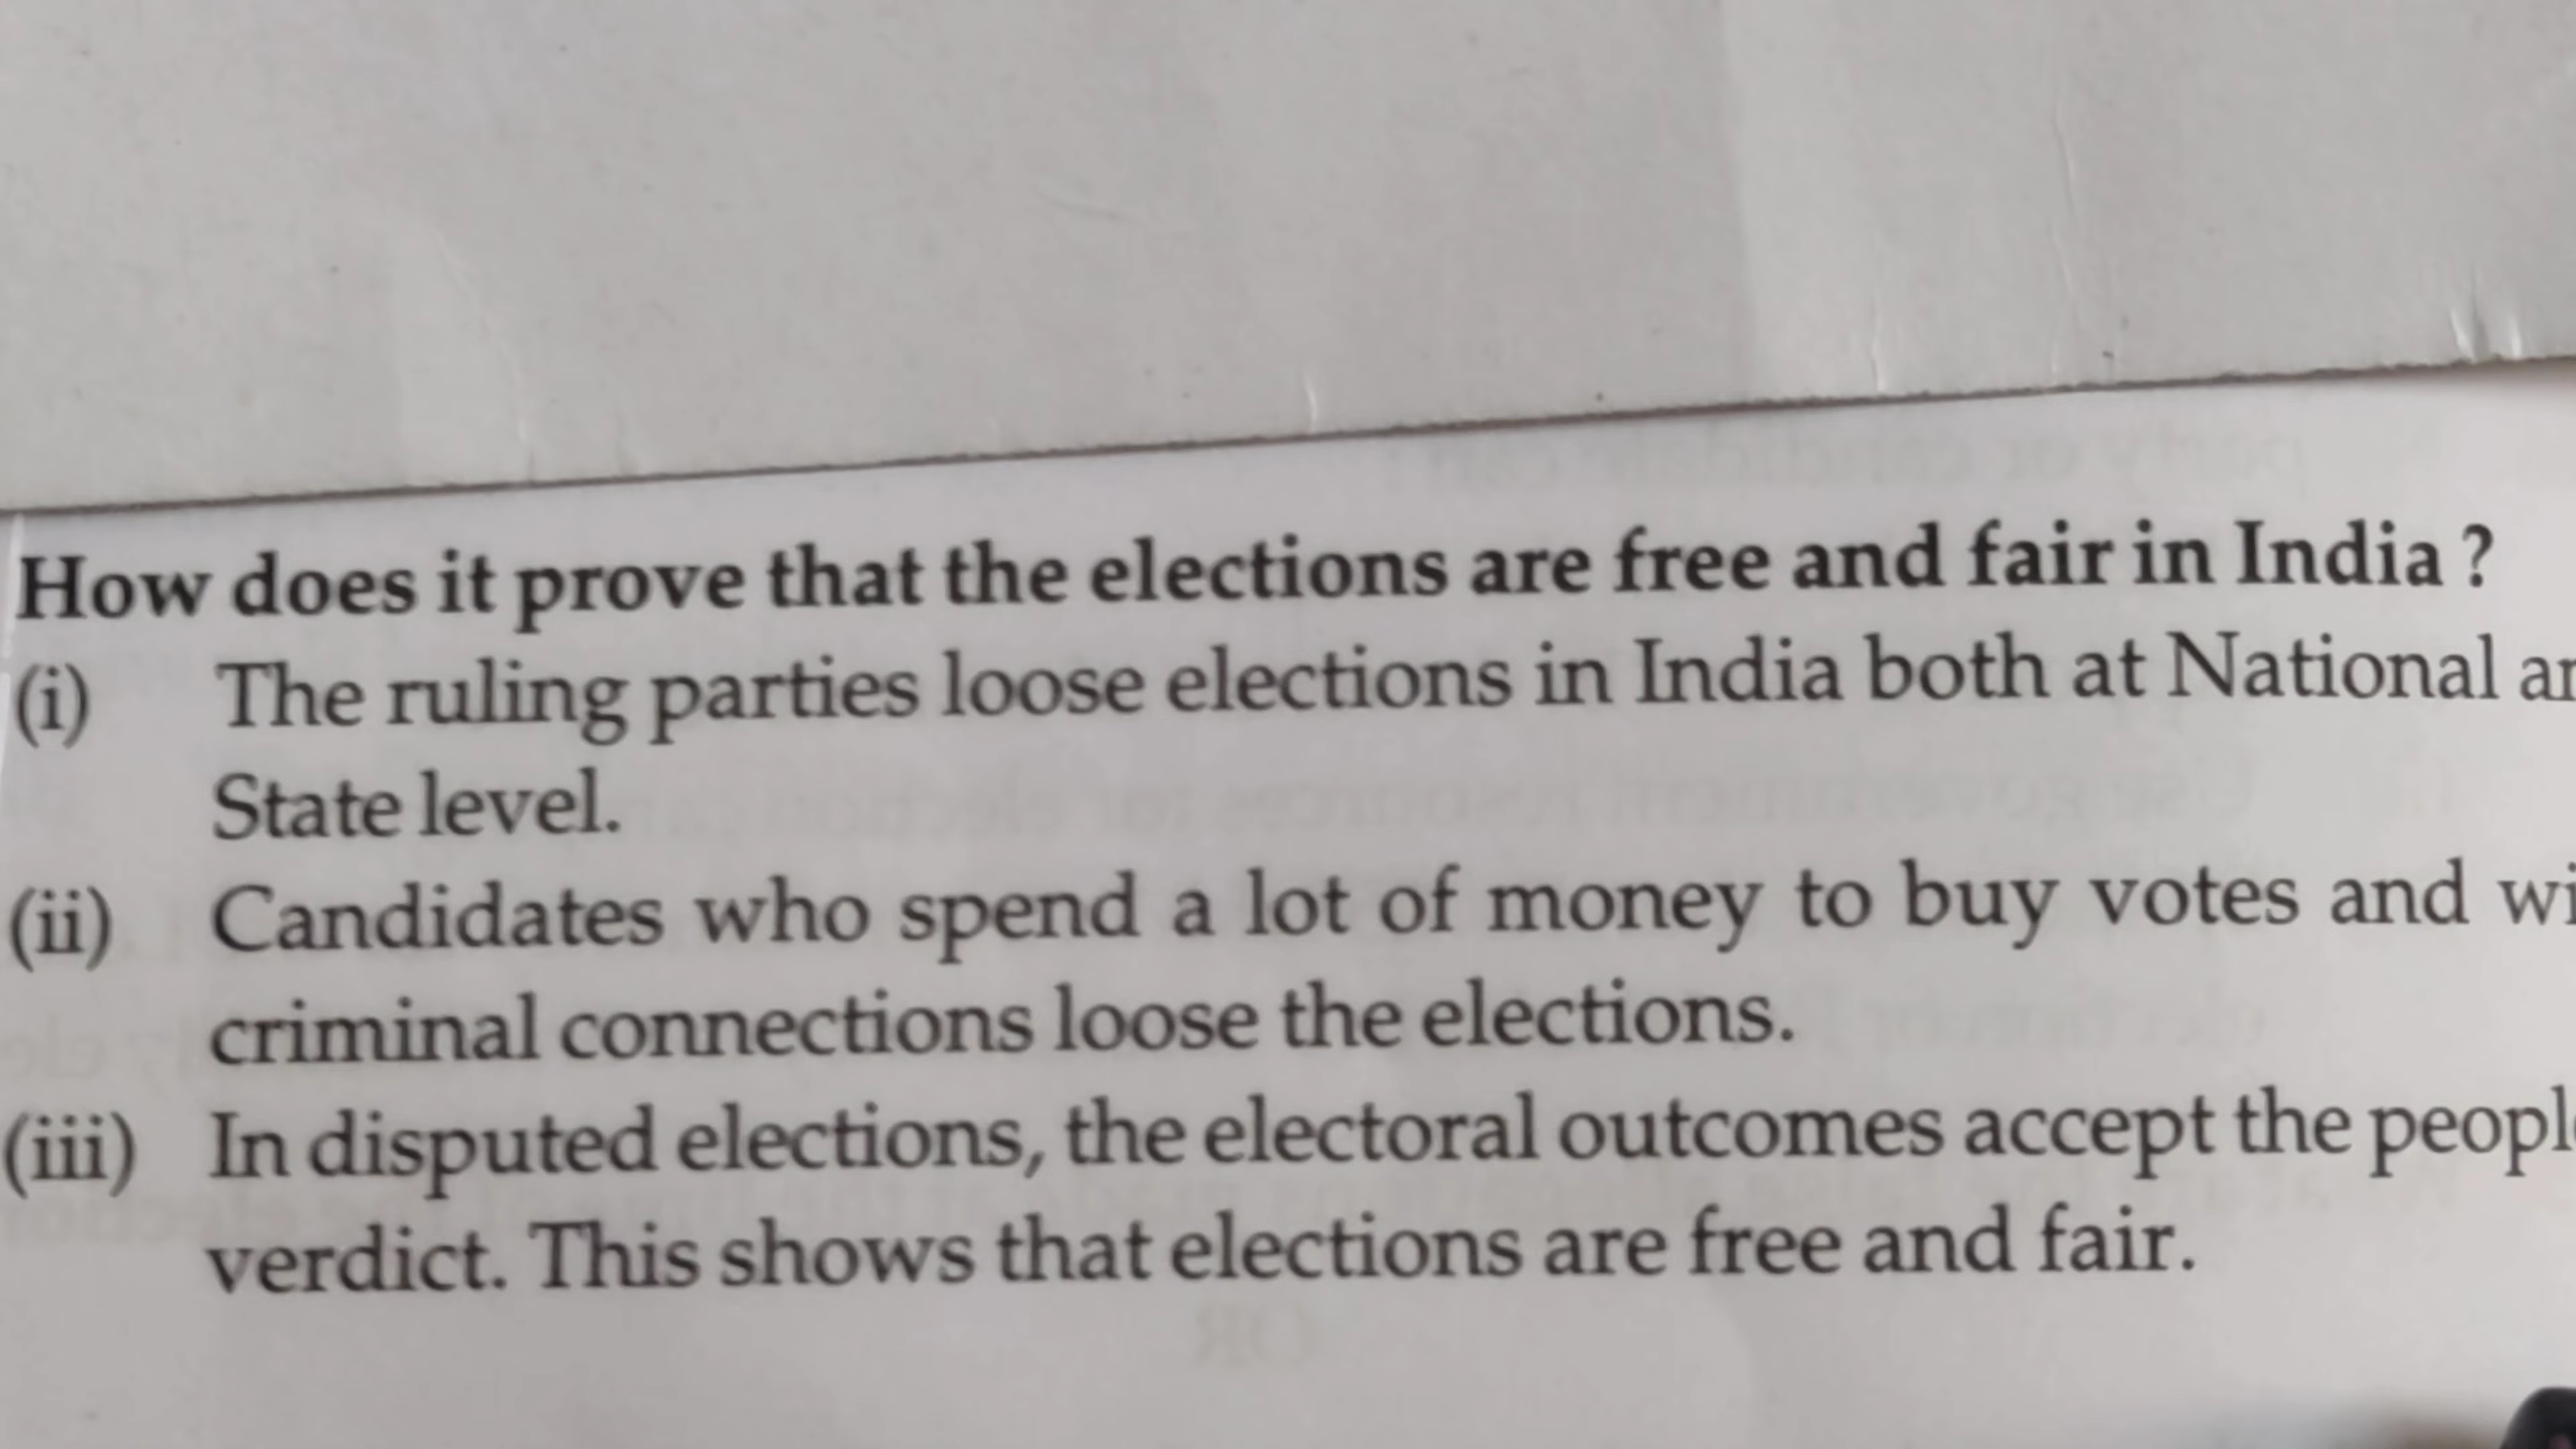 How does it prove that the elections are free and fair in India ?
(i) The ruling parties loose elections in India both at National
State level.
(ii) Candidates who spend a lot of money to buy votes and
criminal connections loose the elections.
(iii) In disputed elections, the electoral outcomes accept the
verdict. This shows that elections are free and fair.
OR